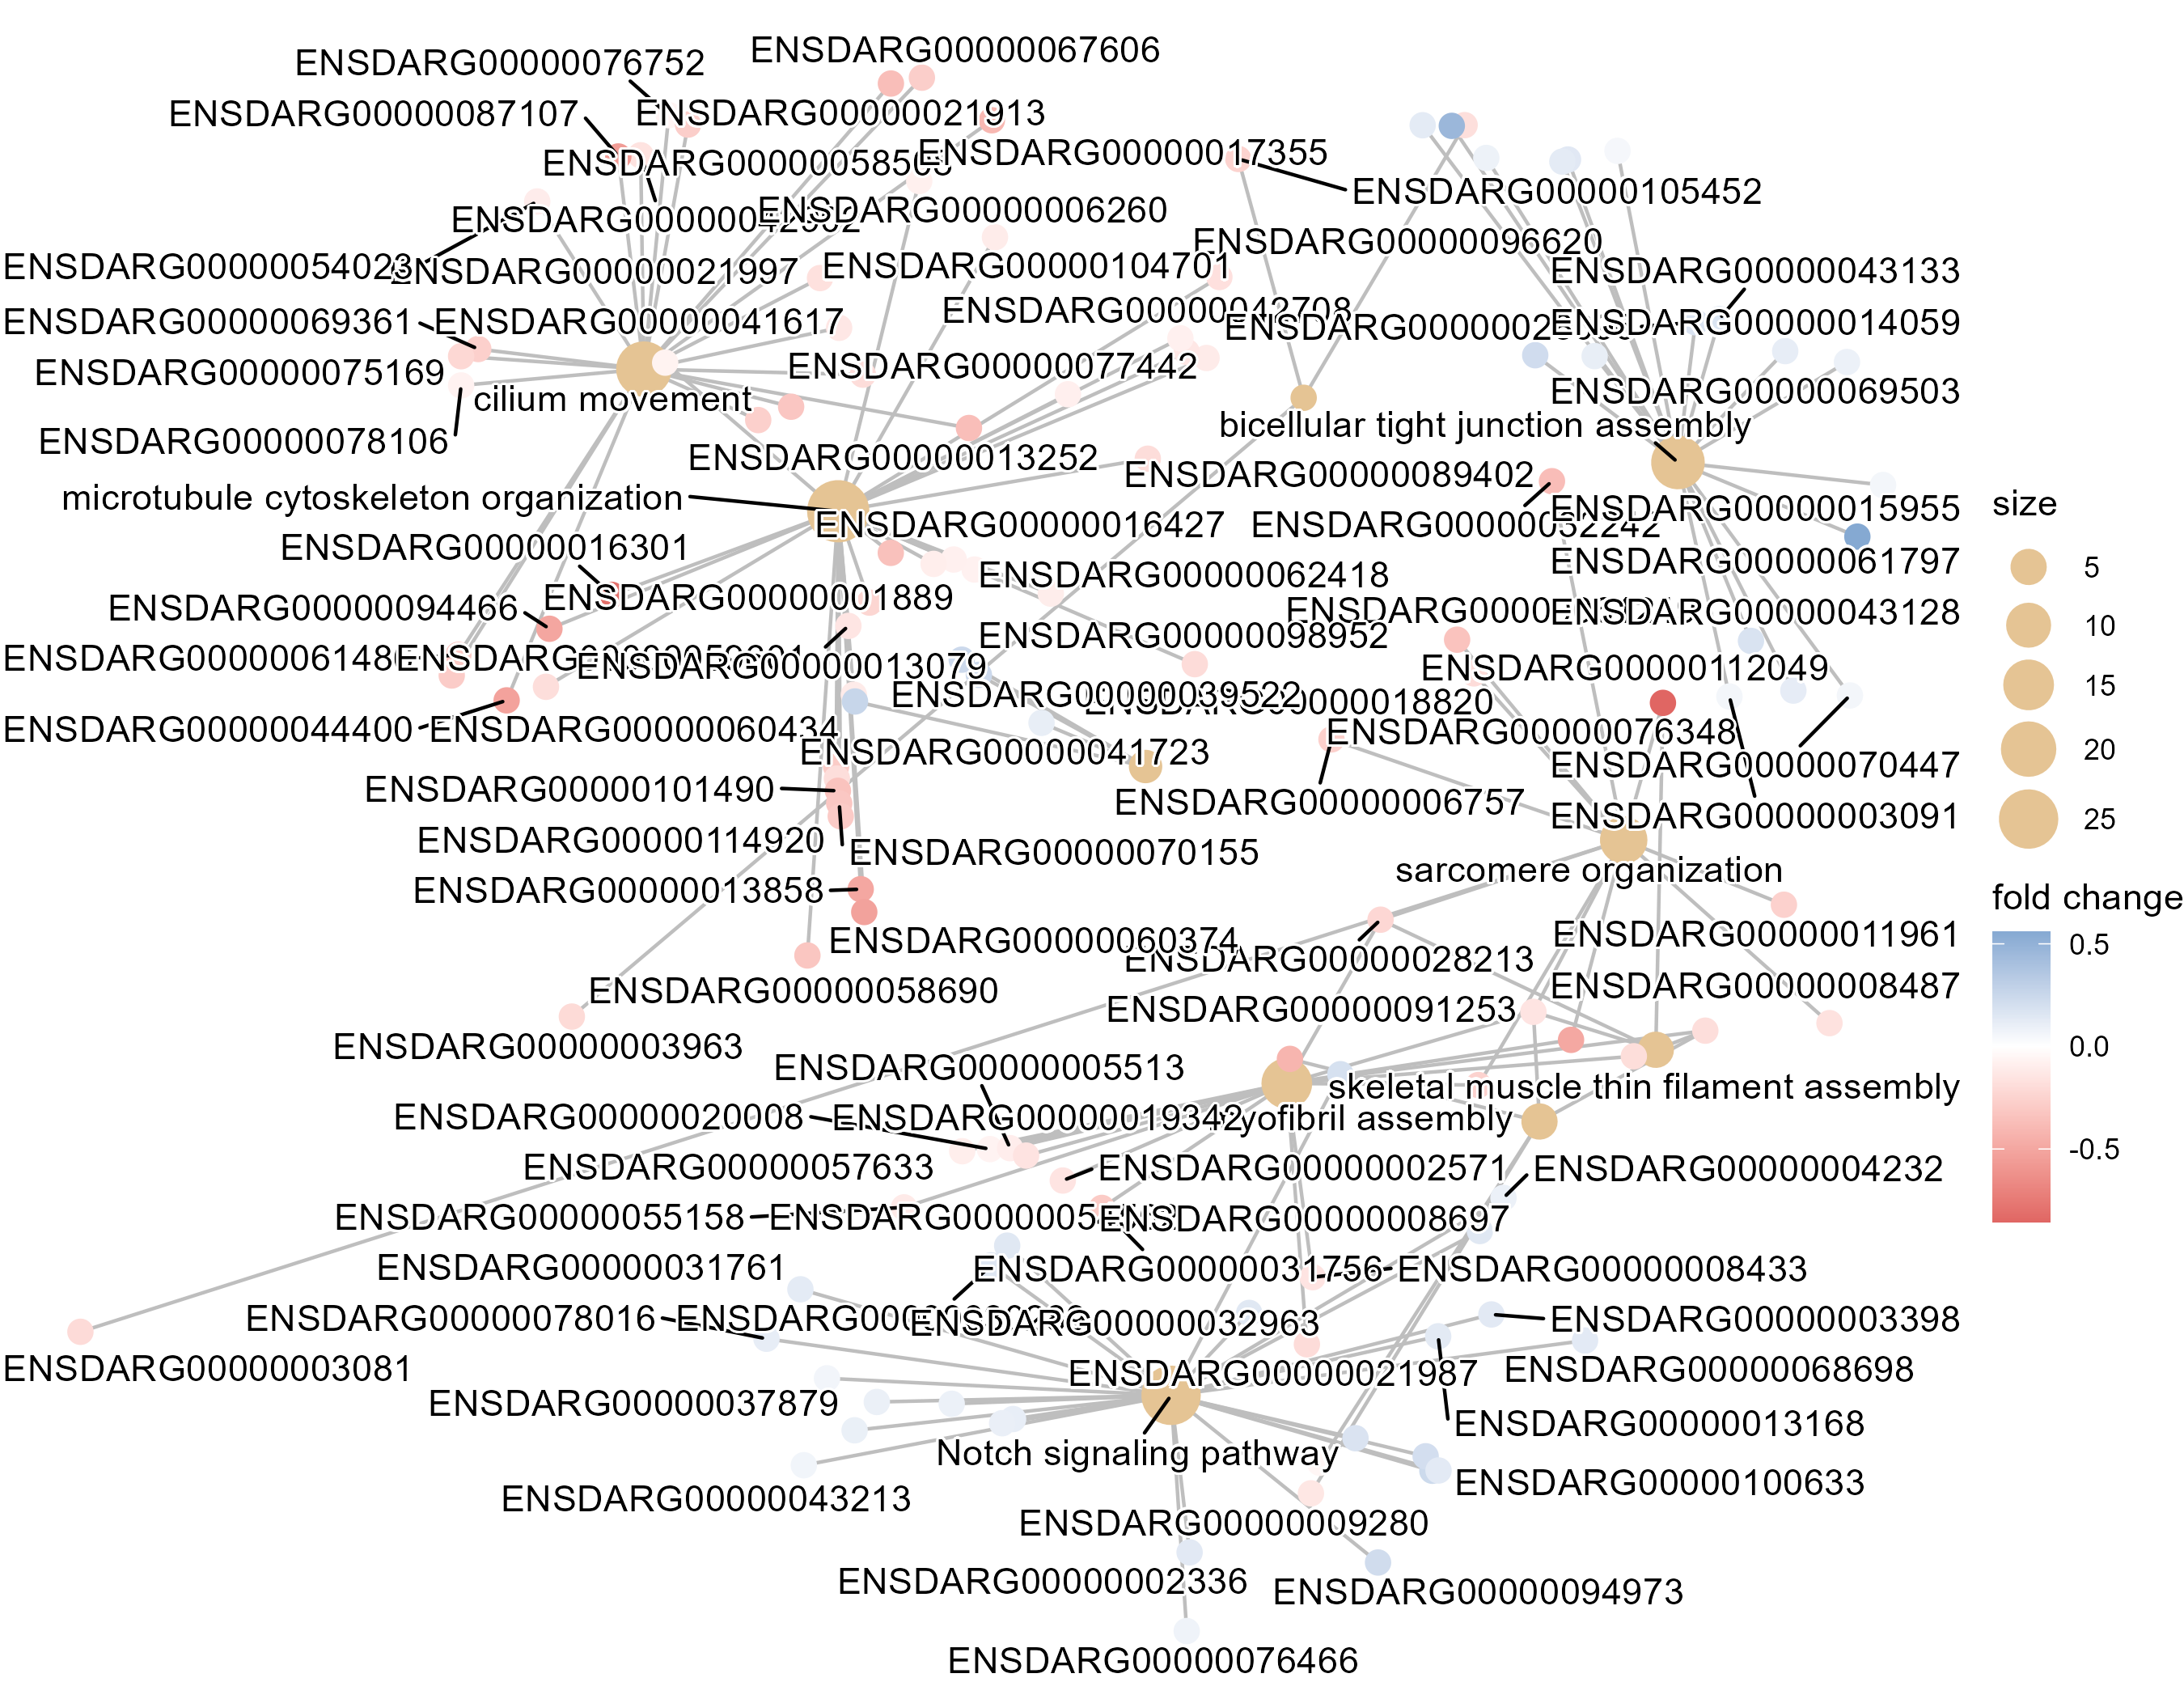 ENSDARG00000067606
ENSDARG00000076752
ENSDARG00000087107
ENSDARG00000021913
ENSDARG00000017355
ENSDARG00000105452
ENSDARG00000006260
ENSDARG00000096620
ENSDARG00000054023
ENSDARG00000021997
ENSDARG00000104701
ENSDARG00000043133
ENSDARG00000042708
ENSDARG00000069361
ENSDARG00000041617
ENSDARG00000014059
ENSDARG00000075169
ENSDARG00000077442
ENSDARG00000069503
cilium movement
bicellular tight junction assembly
ENSDARG00000078106
ENSDARG00000013252
ENSDARG00000089402
microtubule cytoskeleton organization
ENSDARG00000015955
ENSDARG00000016427
ENSDARG00000016301
ENSDARG00000061797
ENSDARG00000062418
ENSDARG00000001889
ENSDARG00000094466
ENSDARG00000043128
ENSDARG00000098952
ENSDARG00000013079
ENSDARG00000112049
ENSDARG00000039522
ENSDARG00000044400
ENSDARG00000060434
ENSDARG00000076348
ENSDARG00000041723
ENSDARG00000070447
ENSDARG00000101490
ENSDARG00000006757
ENSDARG00000003091
ENSDARG00000114920
ENSDARG00000070155
sarcomere organization
ENSDARG00000013858
ENSDARG00000060374
ENSDARG00000011961
ENSDARG00000028213
ENSDARG00000058690
ENSDARG00000008487
ENSDARG00000091253
ENSDARG00000003963
ENSDARG00000005513
skeletal muscle thin filament assembly
ENSDARG00000020008
ENSDARG00000019342
assembly
ENSDARG00000057633
ENSDARG00000002571
ENSDARG00000004232
ENSDARG00000055158
ENSDARG00000008697
ENSDARG00000031761
ENSDARG00000031756
ENSDARG00000008433
ENSDARG00000078016
ENSDARG00000032963
ENSDARG00000003398
ENSDARG00000003081
ENSDARG00000021987
ENSDARG00000068698
ENSDARG00000037879
ENSDARG00000013168
Notch signaling pathway
ENSDARG00000100633
ENSDARG00000043213
ENSDARG00000009280
ENSDARG00000002336
ENSDARG00000094973
ENSDARG00000076466
size
5
10
15
20
25
fold change
0.5
0.0
-0.5